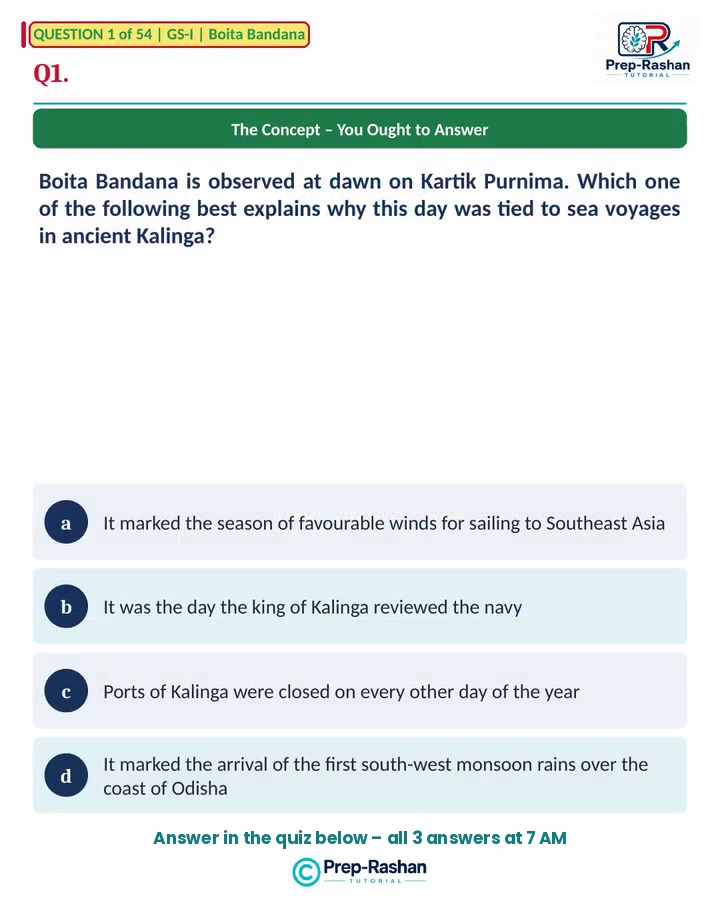 QUESTION 1 of 54 | GS-I | Boita Bandana
Prep-Rashan
TUTORIAL
Q1.
The Concept – You Ought to Answer
Boita Bandana is observed at dawn on Kartik Purnima. Which one
of the following best explains why this day was tied to sea voyages
in ancient Kalinga?
a It marked the season of favourable winds for sailing to Southeast Asia
b It was the day the king of Kalinga reviewed the navy
c Ports of Kalinga were closed on every other day of the year
d It marked the arrival of the first south-west monsoon rains over the
coast of Odisha
Answer in the quiz below – all 3 answers at 7 AM
© Prep-Rashan
TUTORIAL